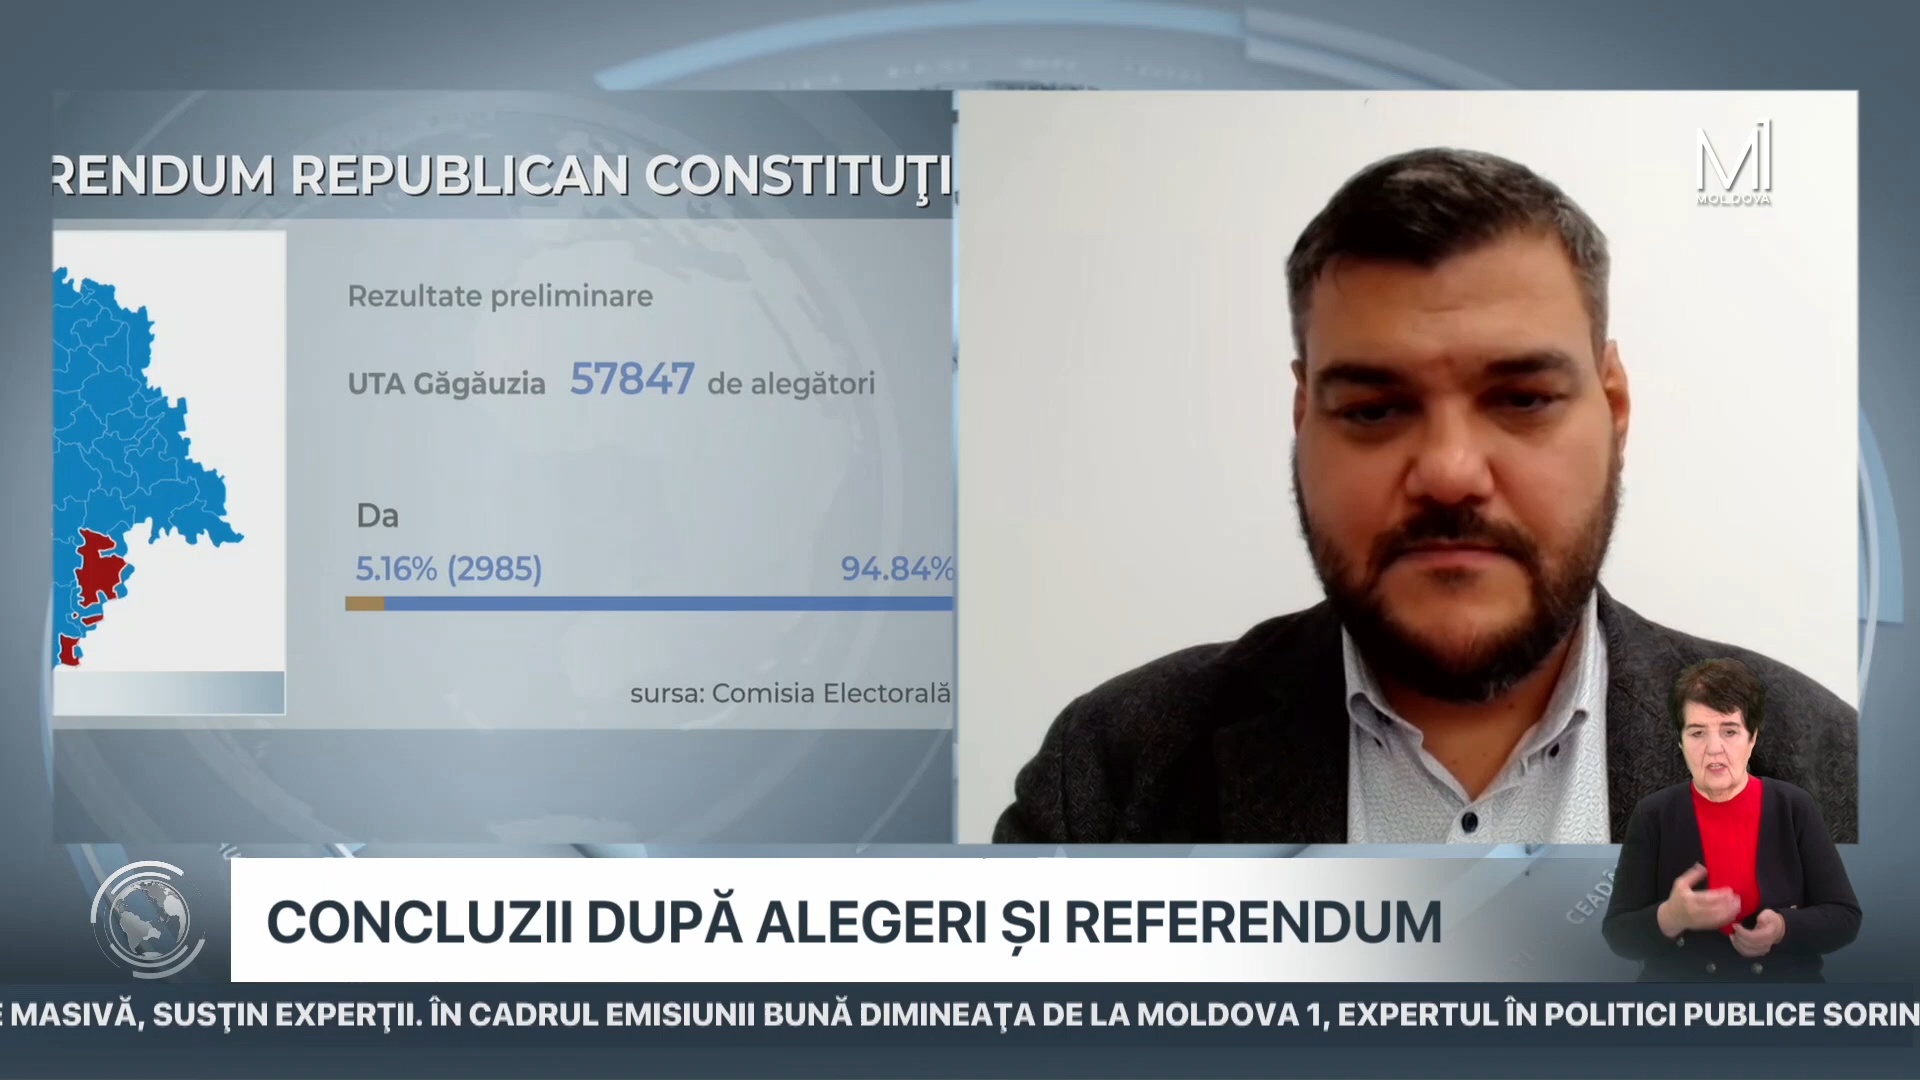 RENDUM REPUBLICAN CONSTITUŢI
Rezultate preliminare
UTA Găgăuzia 57847 de alegători
Da
5.16% (2985) 94.84%
sursa: Comisia Electorală
M1
MOLDOVA
CONCLUZII DUPĂ ALEGERI ȘI REFERENDUM
E MASIVĂ, SUSŢIN EXPERŢII. ÎN CADRUL EMISIUNII BUNĂ DIMINEAŢA DE LA MOLDOVA 1, EXPERTUL ÎN POLITICI PUBLICE SORIN